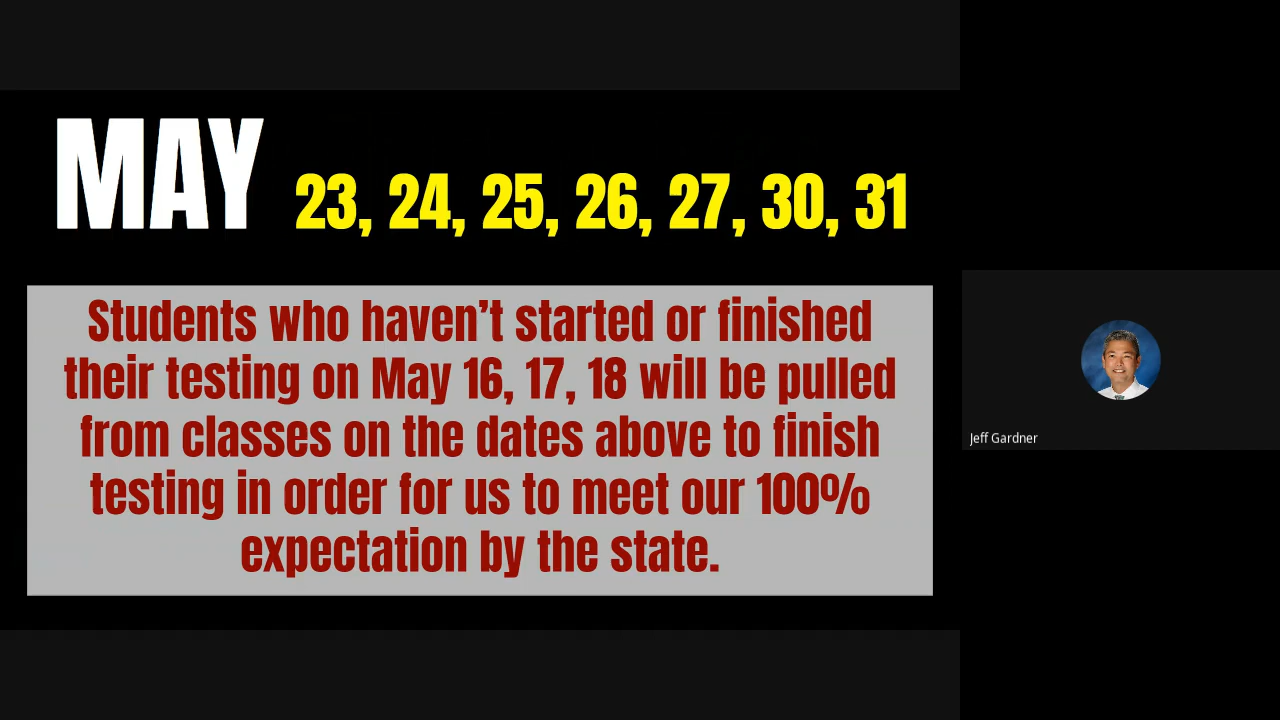 MAY 23, 24, 25, 26, 27, 30, 31
Students who haven’t started or finished
their testing on May 16, 17, 18 will be pulled
from classes on the dates above to finish
testing in order for us to meet our 100%
expectation by the state.
Jeff Gardner